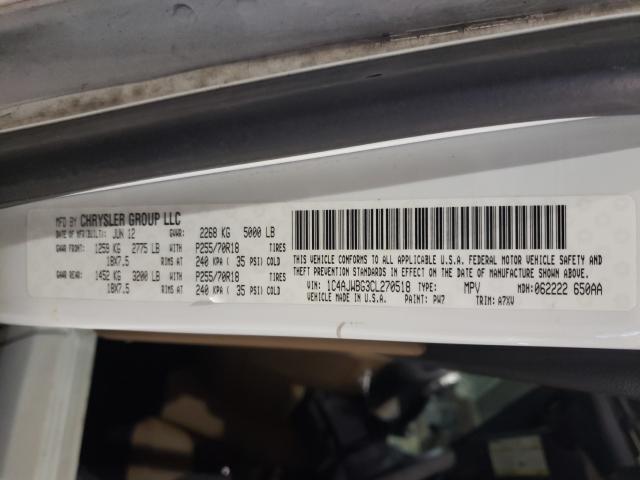 MFD BY CHRYSLER GROUP LLC
DATE OF MFR/BUILT: JUN 12 GVWR: 2268 KG 5000 LB
GAWR FRONT: 1259 KG 2775 LB WITH P255/70R18 TIRES
18X7.5 RIMS AT 240 KPA ( 35 PSI) COLD
GAWR REAR: 1452 KG 3200 LB WITH P255/70R18 TIRES
18X7.5 RIMS AT 240 KPA ( 35 PSI) COLD
THIS VEHICLE CONFORMS TO ALL APPLICABLE U.S.A. FEDERAL MOTOR VEHICLE SAFETY, BUMPER AND
THEFT PREVENTION STANDARDS IN EFFECT ON THE DATE OF MANUFACTURE SHOWN ABOVE.
VEHICLE MADE IN U.S.A.
VIN: 1C4AJWBG3CL270518 TYPE: MPV MDH: 062222 650AA
PAINT: PW7 TRIM: A7XV